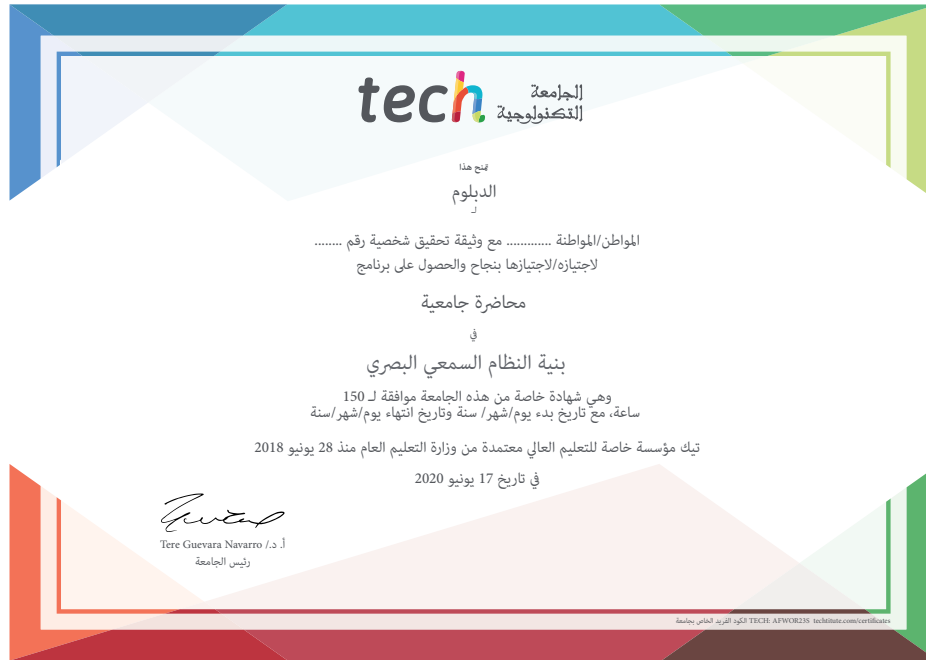 tech الجامعة
التكنولوجية
يمنح هذا
الدبلوم
لـ
المواطن/المواطنة ............. مع وثيقة تحقيق شخصية رقم ........
لاجتيازه/لاجتيازها بنجاح والحصول على برنامج
محاضرة جامعية
في
بنية النظام السمعي البصري
وهي شهادة خاصة من هذه الجامعة موافقة لـ 150
ساعة، مع تاريخ بدء يوم/شهر/ سنة وتاريخ انتهاء يوم/شهر/سنة
تيك مؤسسة خاصة للتعليم العالي معتمدة من وزارة التعليم العام منذ 28 يونيو 2018
في تاريخ 17 يونيو 2020
أ. د./ Tere Guevara Navarro
رئيس الجامعة
الكود الفريد الخاص بجامعة TECH: AFWOR23S techtitute.com/certificates